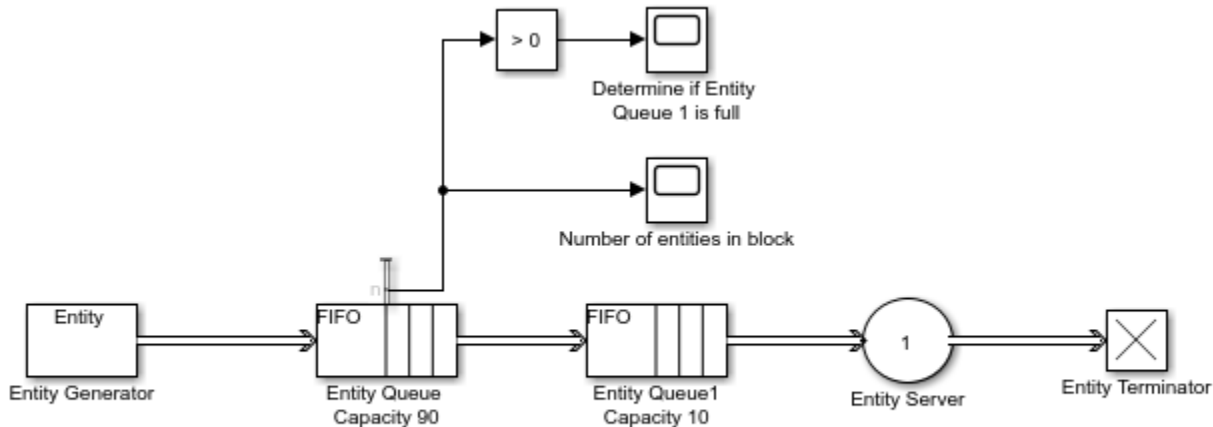 > 0
Determine if Entity
Queue 1 is full
Number of entities in block
n
Entity
FIFO
FIFO
1
Entity Generator
Entity Queue
Capacity 90
Entity Queue1
Capacity 10
Entity Server
Entity Terminator